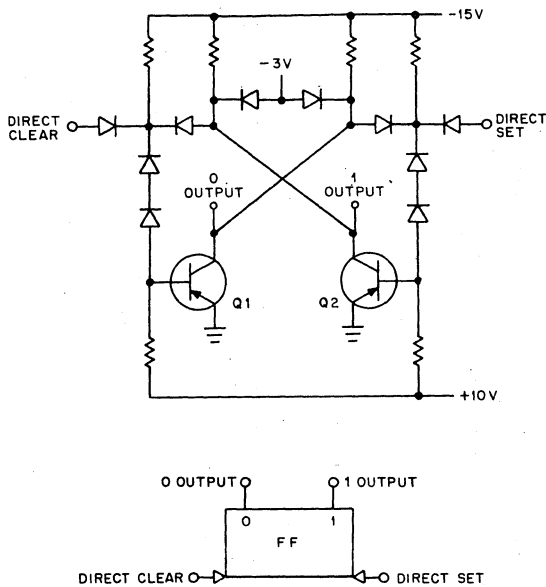 -15V
-3V
DIRECT
CLEAR
DIRECT
SET
0
OUTPUT
1
OUTPUT
Q1
Q2
+10V
0 OUTPUT
1 OUTPUT
0
1
FF
DIRECT CLEAR
DIRECT SET